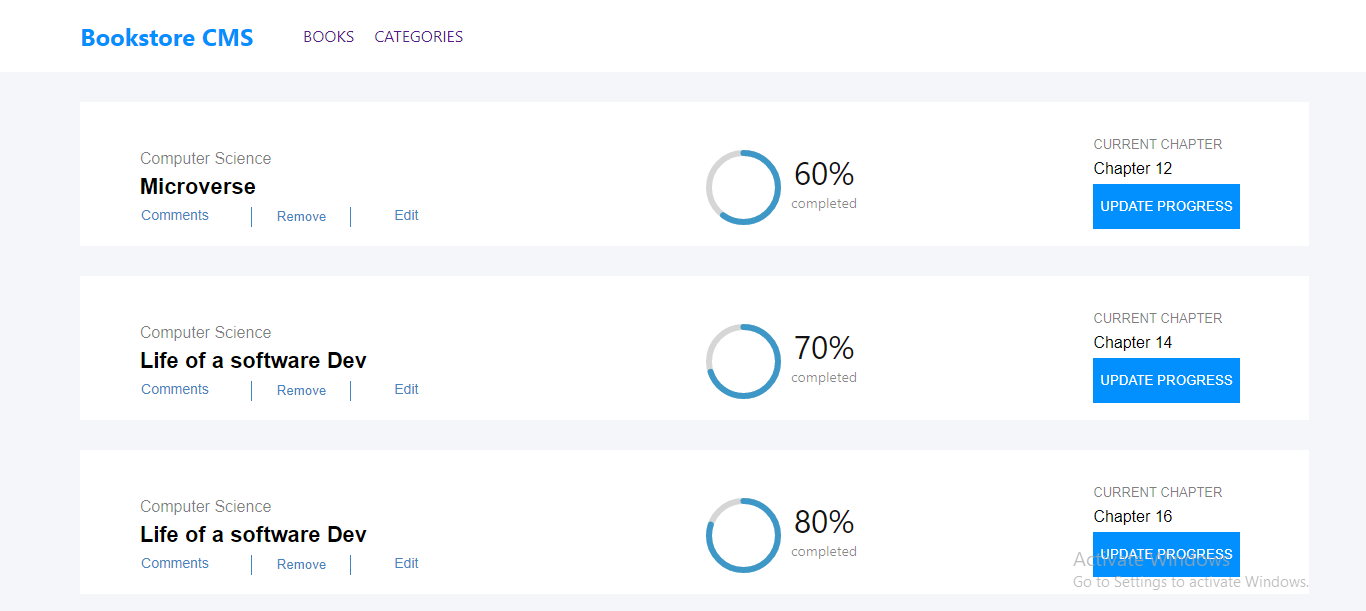 Bookstore CMS BOOKS CATEGORIES
Computer Science
Microverse
Comments Remove Edit
60%
completed
CURRENT CHAPTER
Chapter 12
UPDATE PROGRESS
Computer Science
Life of a software Dev
Comments Remove Edit
70%
completed
CURRENT CHAPTER
Chapter 14
UPDATE PROGRESS
Computer Science
Life of a software Dev
Comments Remove Edit
80%
completed
CURRENT CHAPTER
Chapter 16
UPDATE PROGRESS
Activate Windows
Go to Settings to activate Windows.